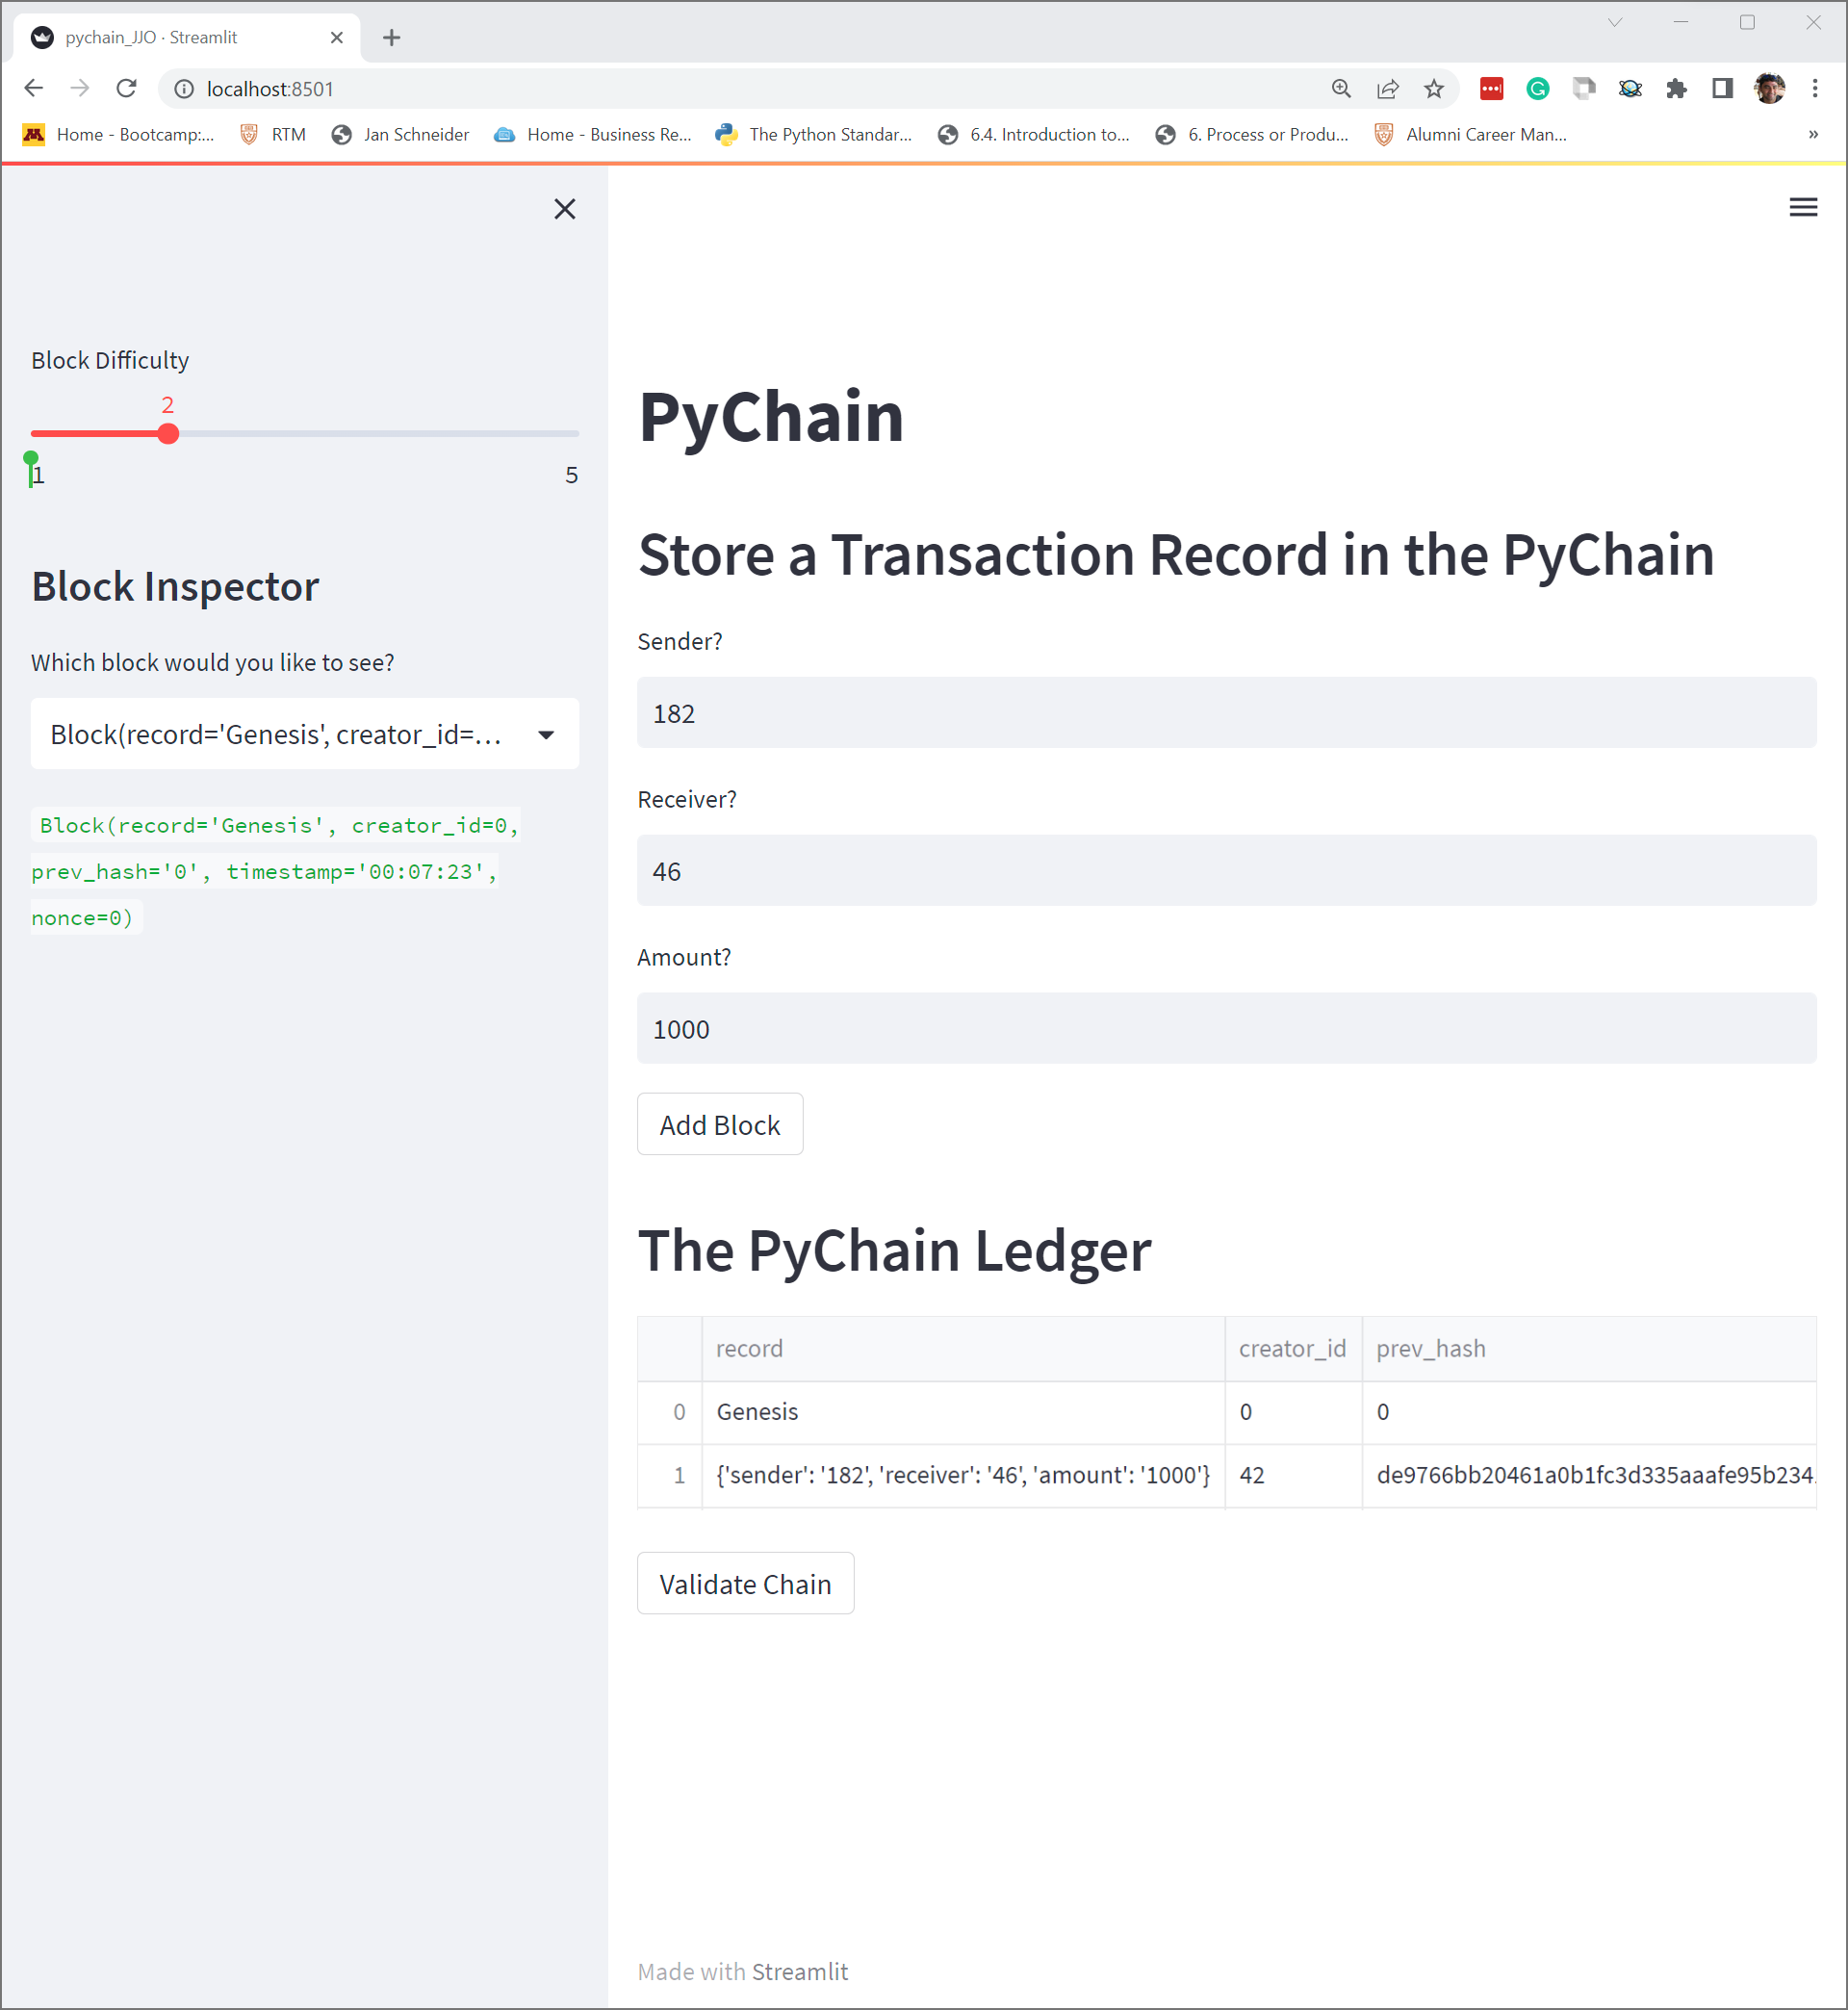 pychain_JJO · Streamlit
localhost:8501
Home - Bootcamp:... RTM Jan Schneider Home - Business Re... The Python Standar... 6.4. Introduction to... 6. Process or Produ... Alumni Career Man... »
Block Difficulty
2
1 5
Block Inspector
Which block would you like to see?
Block(record='Genesis', creator_id=...
Block(record='Genesis', creator_id=0,
prev_hash='0', timestamp='00:07:23',
nonce=0)
PyChain
Store a Transaction Record in the PyChain
Sender?
182
Receiver?
46
Amount?
1000
Add Block
The PyChain Ledger
record creator_id prev_hash
0 Genesis 0 0
1 {'sender': '182', 'receiver': '46', 'amount': '1000'} 42 de9766bb20461a0b1fc3d335aaafe95b234
Validate Chain
Made with Streamlit